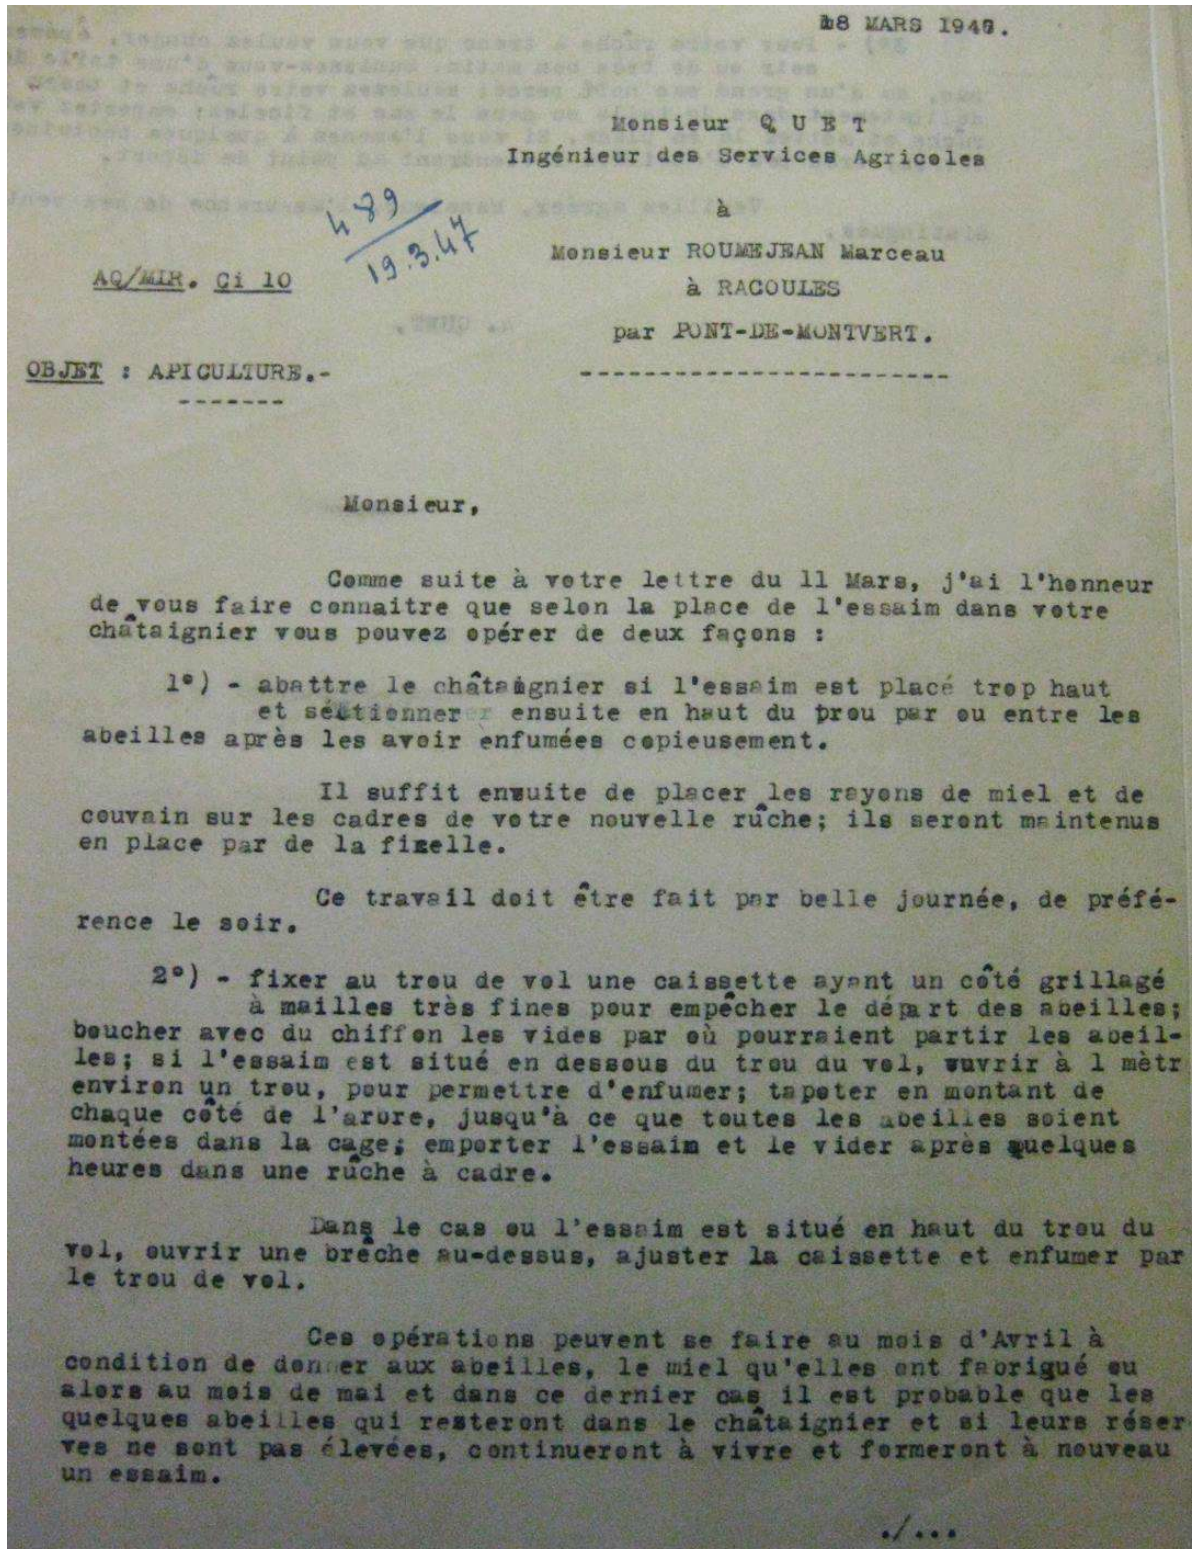 18 MARS 1940.
Monsieur Q U E T
Ingénieur des Services Agricoles
à
489
19.3.47
Monsieur ROUMEJEAN Marceau
AQ/MIR. Ci 10
à RACOULES
par PONT-DE-MONTVERT.
OBJET : APICULTURE.-
-------
------------------------
Monsieur,
Comme suite à votre lettre du 11 Mars, j'ai l'honneur
de vous faire connaitre que selon la place de l'essaim dans votre
châtaignier vous pouvez opérer de deux façons :
1°) - abattre le châtaignier si l'essaim est placé trop haut
et séctionner ensuite en haut du trou par ou entre les
abeilles après les avoir enfumées copieusement.
Il suffit ensuite de placer les rayons de miel et de
couvain sur les cadres de votre nouvelle rûche; ils seront maintenus
en place par de la fixelle.
Ce travail doit être fait par belle journée, de préfé-
rence le soir.
2°) - fixer au trou de vol une caissette ayant un côté grillagé
à mailles très fines pour empêcher le départ des abeilles;
boucher avec du chiffon les vides par où pourraient partir les abeil-
les; si l'essaim est situé en dessous du trou du vol, ouvrir à 1 mètr
environ un trou, pour permettre d'enfumer; tapoter en montant de
chaque côté de l'arbre, jusqu'à ce que toutes les abeilles soient
montées dans la cage; emporter l'essaim et le vider après quelques
heures dans une rûche à cadre.
Dans le cas ou l'essaim est situé en haut du trou du
vol, ouvrir une brêche au-dessus, ajuster la caissette et enfumer par
le trou de vol.
Ces opérations peuvent se faire au mois d'Avril à
condition de donner aux abeilles, le miel qu'elles ont fabrigué ou
alors au mois de mai et dans ce dernier cas il est probable que les
quelques abeilles qui resteront dans le châtaignier et si leurs réser-
ves ne sont pas élevées, continueront à vivre et formeront à nouveau
un essaim.
./...